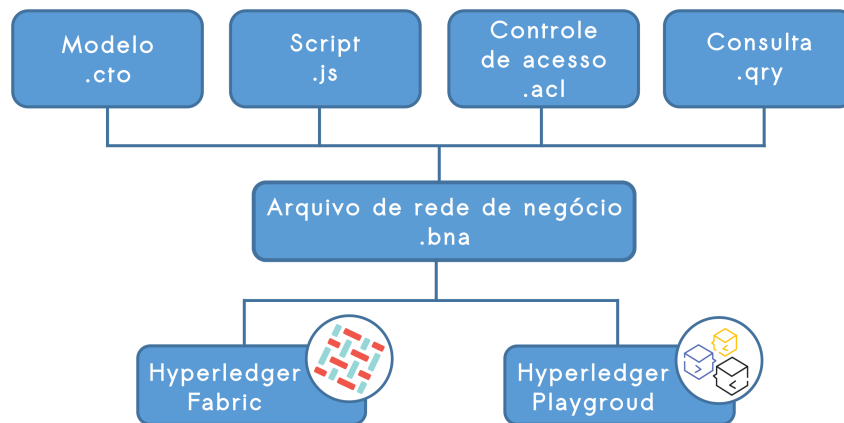 Modelo
.cto
Script
.js
Controle
de acesso
.acl
Consulta
.qry
Arquivo de rede de negócio
.bna
Hyperledger
Fabric
Hyperledger
Playgroud